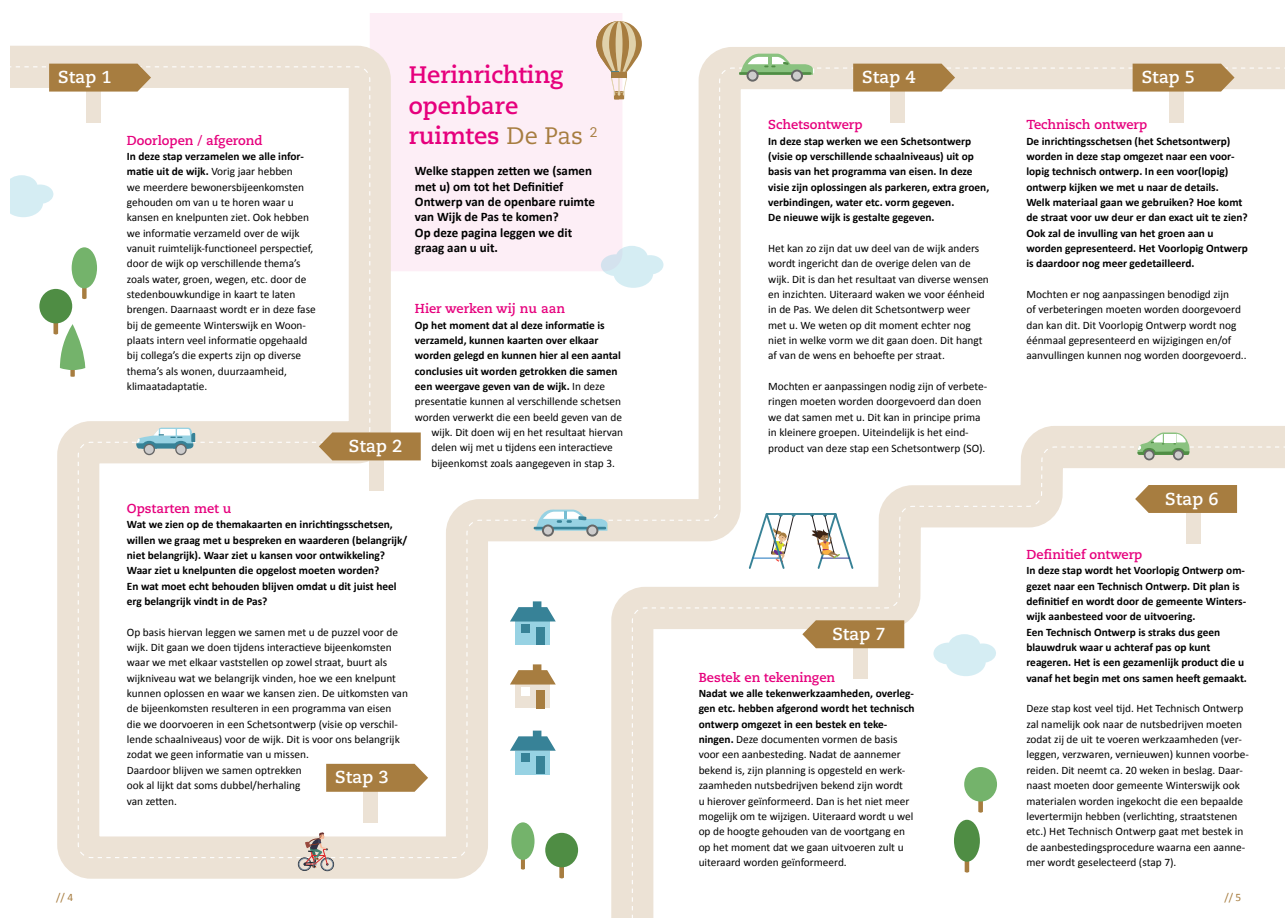 Herinrichting
openbare
ruimtes De Pas ²
Welke stappen zetten we (samen
met u) om tot het Definitief
Ontwerp van de openbare ruimte
van Wijk de Pas te komen?
Op deze pagina leggen we dit
graag aan u uit.
Stap 1
Doorlopen / afgerond
In deze stap verzamelen we alle infor-
matie uit de wijk. Vorig jaar hebben
we meerdere bewonersbijeenkomsten
gehouden om van u te horen waar u
kansen en knelpunten ziet. Ook hebben
we informatie verzameld over de wijk
vanuit ruimtelijk-functioneel perspectief,
door de wijk op verschillende thema's
zoals water, groen, wegen, etc. door de
stedenbouwkundige in kaart te laten
brengen. Daarnaast wordt er in deze fase
bij de gemeente Winterswijk en Woon-
plaats intern veel informatie opgehaald
bij collega's die experts zijn op diverse
thema's als wonen, duurzaamheid,
klimaatadaptatie.
Stap 2
Hier werken wij nu aan
Op het moment dat al deze informatie is
verzameld, kunnen kaarten over elkaar
worden gelegd en kunnen hier al een aantal
conclusies uit worden getrokken die samen
een weergave geven van de wijk. In deze
presentatie kunnen al verschillende schetsen
worden verwerkt die een beeld geven van de
wijk. Dit doen wij en het resultaat hiervan
delen wij met u tijdens een interactieve
bijeenkomst zoals aangegeven in stap 3.
Opstarten met u
Wat we zien op de themakaarten en inrichtingsschetsen,
willen we graag met u bespreken en waarderen (belangrijk/
niet belangrijk). Waar ziet u kansen voor ontwikkeling?
Waar ziet u knelpunten die opgelost moeten worden?
En wat moet echt behouden blijven omdat u dit juist heel
erg belangrijk vindt in de Pas?
Op basis hiervan leggen we samen met u de puzzel voor de
wijk. Dit gaan we doen tijdens interactieve bijeenkomsten
waar we met elkaar vaststellen op zowel straat, buurt als
wijkniveau wat we belangrijk vinden, hoe we een knelpunt
kunnen oplossen en waar we kansen zien. De uitkomsten van
de bijeenkomsten resulteren in een programma van eisen
die we doorvoeren in een Schetsontwerp (visie op verschil-
lende schaalniveaus) voor de wijk. Dit is voor ons belangrijk
zodat we geen informatie van u missen.
Daardoor blijven we samen optrekken
ook al lijkt dat soms dubbel/herhaling
van zetten.
Stap 3
// 4
Stap 4
Schetsontwerp
In deze stap werken we een Schetsontwerp
(visie op verschillende schaalniveaus) uit op
basis van het programma van eisen. In deze
visie zijn oplossingen als parkeren, extra groen,
verbindingen, water etc. vorm gegeven.
De nieuwe wijk is gestalte gegeven.
Het kan zo zijn dat uw deel van de wijk anders
wordt ingericht dan de overige delen van de
wijk. Dit is dan het resultaat van diverse wensen
en inzichten. Uiteraard waken we voor éénheid
in de Pas. We delen dit Schetsontwerp weer
met u. We weten op dit moment echter nog
niet in welke vorm we dit gaan doen. Dit hangt
af van de wens en behoefte per straat.
Mochten er aanpassingen nodig zijn of verbete-
ringen moeten worden doorgevoerd dan doen
we dat samen met u. Dit kan in principe prima
in kleinere groepen. Uiteindelijk is het eind-
product van deze stap een Schetsontwerp (SO).
Stap 5
Technisch ontwerp
De inrichtingsschetsen (het Schetsontwerp)
worden in deze stap omgezet naar een voor-
lopig technisch ontwerp. In een voor(lopig)
ontwerp kijken we met u naar de details.
Welk materiaal gaan we gebruiken? Hoe komt
de straat voor uw deur er dan exact uit te zien?
Ook zal de invulling van het groen aan u
worden gepresenteerd. Het Voorlopig Ontwerp
is daardoor nog meer gedetailleerd.
Mochten er nog aanpassingen benodigd zijn
of verbeteringen moeten worden doorgevoerd
dan kan dit. Dit Voorlopig Ontwerp wordt nog
éénmaal gepresenteerd en wijzigingen en/of
aanvullingen kunnen nog worden doorgevoerd..
Stap 6
Definitief ontwerp
In deze stap wordt het Voorlopig Ontwerp om-
gezet naar een Technisch Ontwerp. Dit plan is
definitief en wordt door de gemeente Winters-
wijk aanbesteed voor de uitvoering.
Een Technisch Ontwerp is straks dus geen
blauwdruk waar u achteraf pas op kunt
reageren. Het is een gezamenlijk product die u
vanaf het begin met ons samen heeft gemaakt.
Deze stap kost veel tijd. Het Technisch Ontwerp
zal namelijk ook naar de nutsbedrijven moeten
zodat zij de uit te voeren werkzaamheden (ver-
leggen, verzwaren, vernieuwen) kunnen voorbe-
reiden. Dit neemt ca. 20 weken in beslag. Daar-
naast moeten door gemeente Winterswijk ook
materialen worden ingekocht die een bepaalde
levertermijn hebben (verlichting, straatstenen
etc.) Het Technisch Ontwerp gaat met bestek in
de aanbestedingsprocedure waarna een aanne-
mer wordt geselecteerd (stap 7).
Stap 7
Bestek en tekeningen
Nadat we alle tekenwerkzaamheden, overleg-
gen etc. hebben afgerond wordt het technisch
ontwerp omgezet in een bestek en teke-
ningen. Deze documenten vormen de basis
voor een aanbesteding. Nadat de aannemer
bekend is, zijn planning is opgesteld en werk-
zaamheden nutsbedrijven bekend zijn wordt
u hierover geïnformeerd. Dan is het niet meer
mogelijk om te wijzigen. Uiteraard wordt u wel
op de hoogte gehouden van de voortgang en
op het moment dat we gaan uitvoeren zult u
uiteraard worden geïnformeerd.
// 5